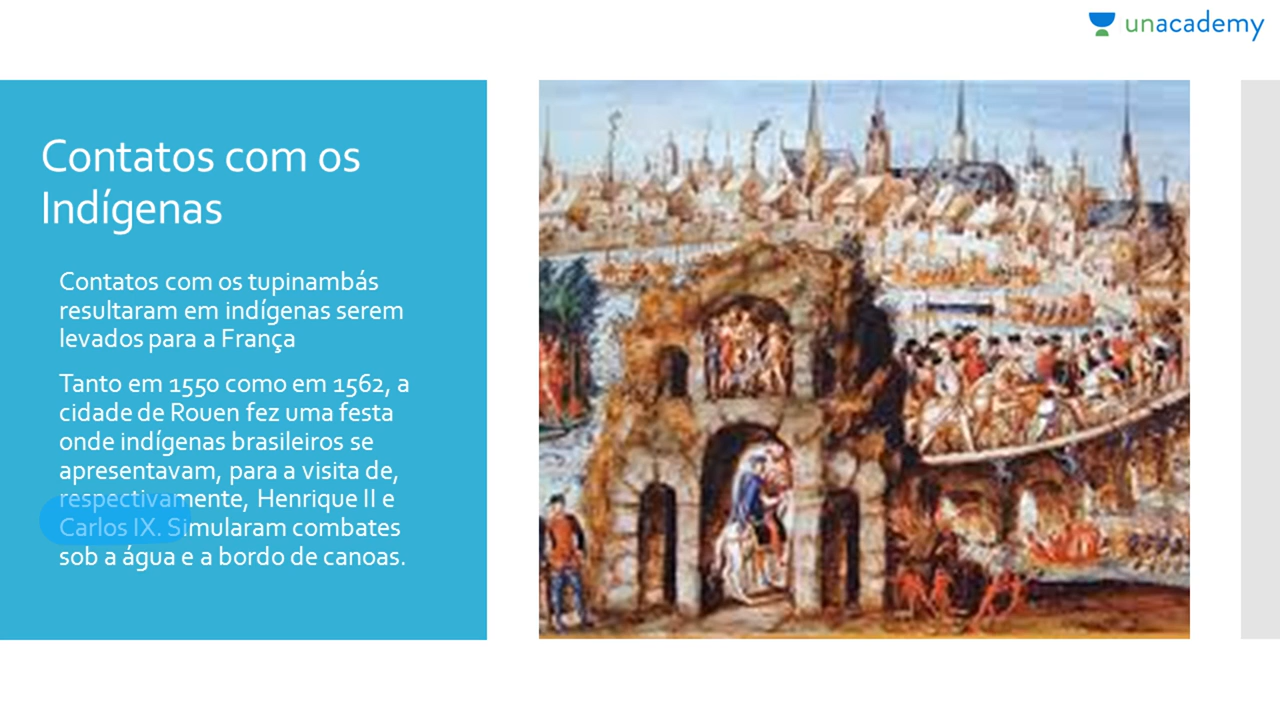 unacademy
Contatos com os
Indígenas
Contatos com os tupinambás
resultaram em indígenas serem
levados para a França
Tanto em 1550 como em 1562, a
cidade de Rouen fez uma festa
onde indígenas brasileiros se
apresentavam, para a visita de,
respectivamente, Henrique II e
Carlos IX. Simularam combates
sob a água e a bordo de canoas.